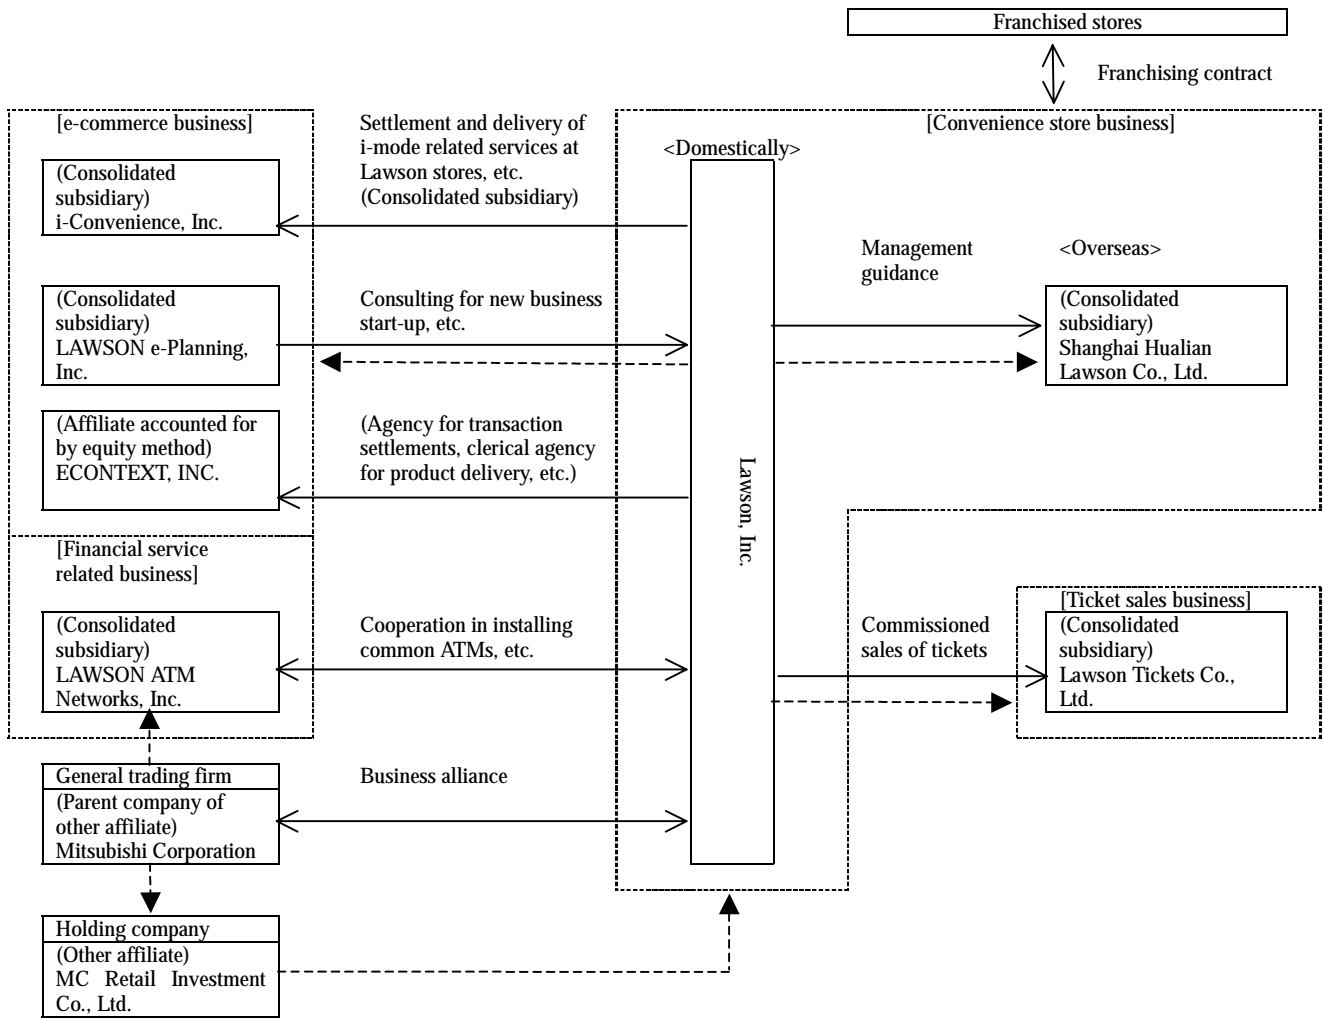 Franchised stores
Franchising contract
[e-commerce business]
(Consolidated
subsidiary)
i-Convenience, Inc.
Settlement and delivery of
i-mode related services at
Lawson stores, etc.
(Consolidated subsidiary)
[Convenience store business]
<Domestically>
Lawson, Inc.
Management
guidance
<Overseas>
(Consolidated
subsidiary)
Shanghai Hualian
Lawson Co., Ltd.
(Consolidated
subsidiary)
LAWSON e-Planning,
Inc.
Consulting for new business
start-up, etc.
(Affiliate accounted for
by equity method)
ECONTEXT, INC.
(Agency for transaction
settlements, clerical agency
for product delivery, etc.)
[Financial service
related business]
(Consolidated
subsidiary)
LAWSON ATM
Networks, Inc.
Cooperation in installing
common ATMs, etc.
Commissioned
sales of tickets
[Ticket sales business]
(Consolidated
subsidiary)
Lawson Tickets Co.,
Ltd.
General trading firm
(Parent company of
other affiliate)
Mitsubishi Corporation
Business alliance
Holding company
(Other affiliate)
MC Retail Investment
Co., Ltd.